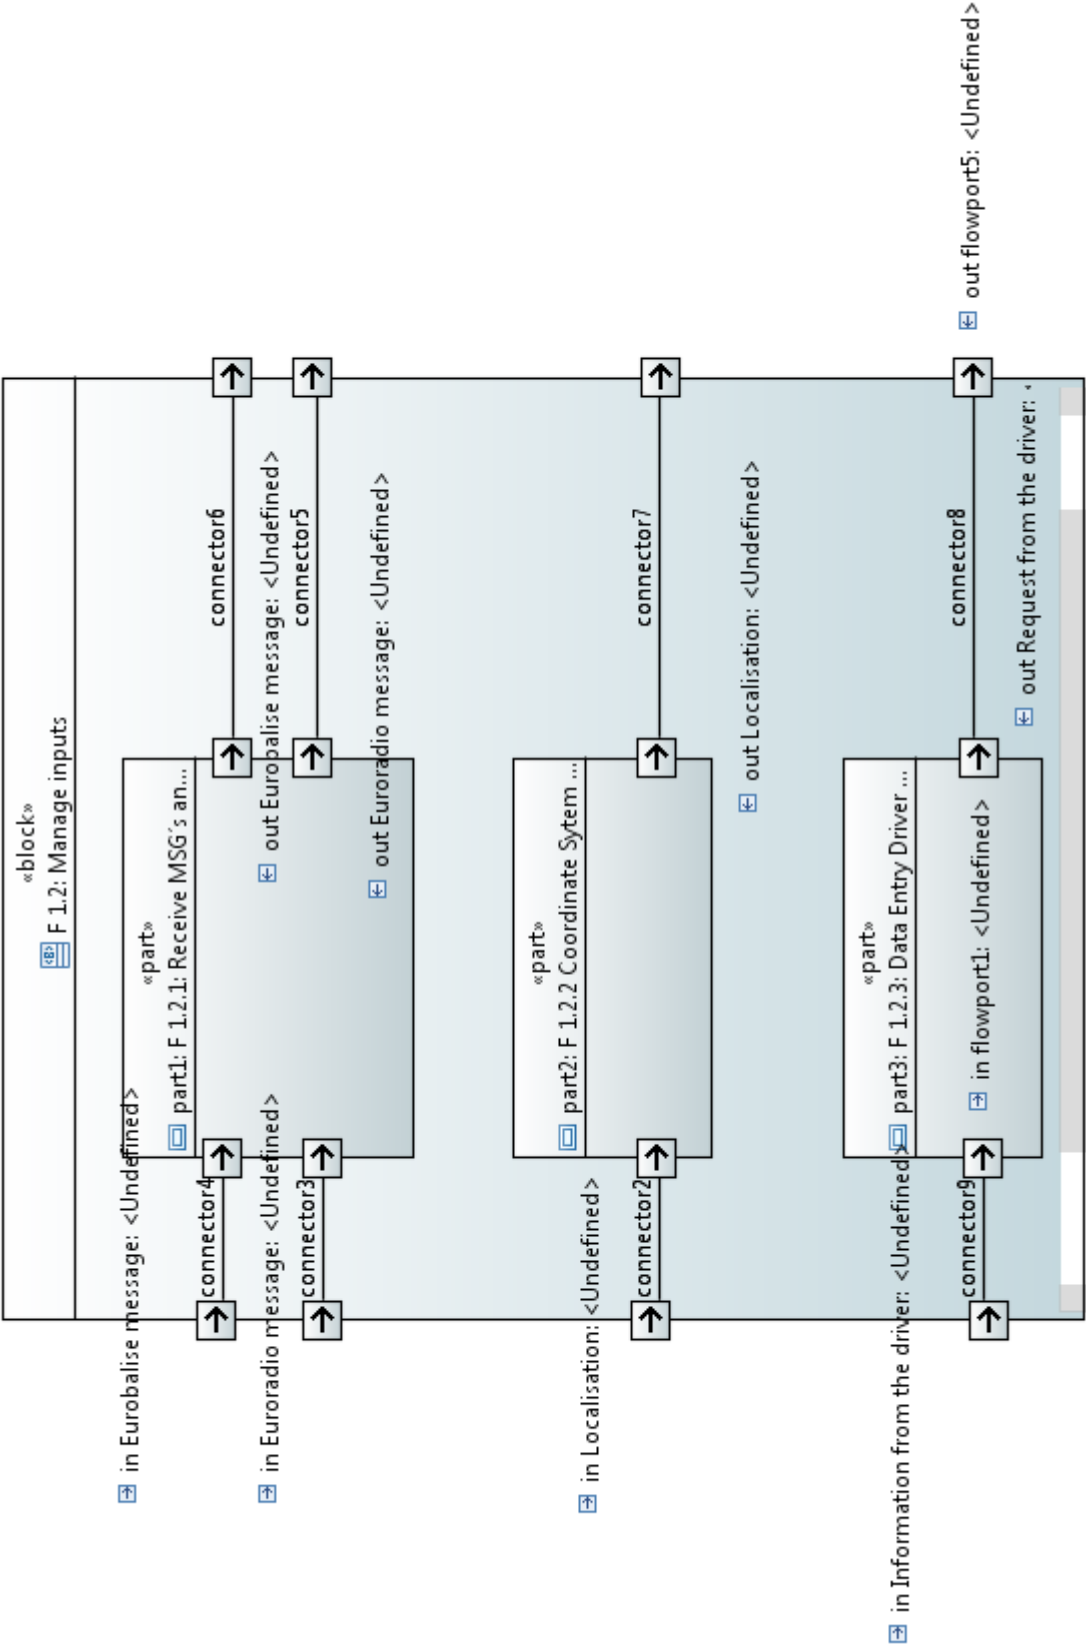 «block»
F 1.2: Manage inputs
in Eurobalise message: <Undefined>
«part»
part1: F 1.2.1: Receive MSG's an...
connector4
connector6
out Eurobalise message: <Undefined>
in Euroradio message: <Undefined>
connector3
connector5
out Euroradio message: <Undefined>
«part»
part2: F 1.2.2 Coordinate Sytem ...
in Localisation: <Undefined>
connector2
connector7
out Localisation: <Undefined>
«part»
part3: F 1.2.3: Data Entry Driver ...
in Information from the driver: <Undefined>
connector9
in flowport1: <Undefined>
connector8
out flowport5: <Undefined>
out Request from the driver: